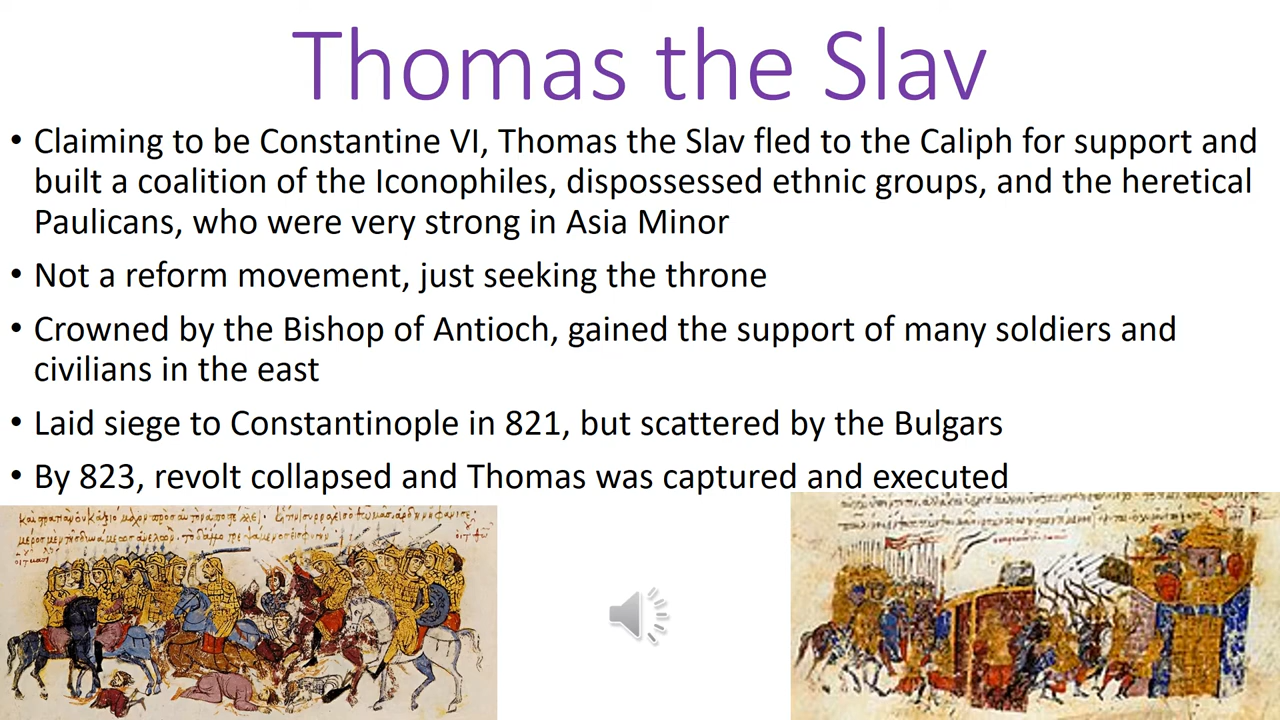 Thomas the Slav
• Claiming to be Constantine VI, Thomas the Slav fled to the Caliph for support and
built a coalition of the Iconophiles, dispossessed ethnic groups, and the heretical
Paulicans, who were very strong in Asia Minor
• Not a reform movement, just seeking the throne
• Crowned by the Bishop of Antioch, gained the support of many soldiers and
civilians in the east
• Laid siege to Constantinople in 821, but scattered by the Bulgars
• By 823, revolt collapsed and Thomas was captured and executed